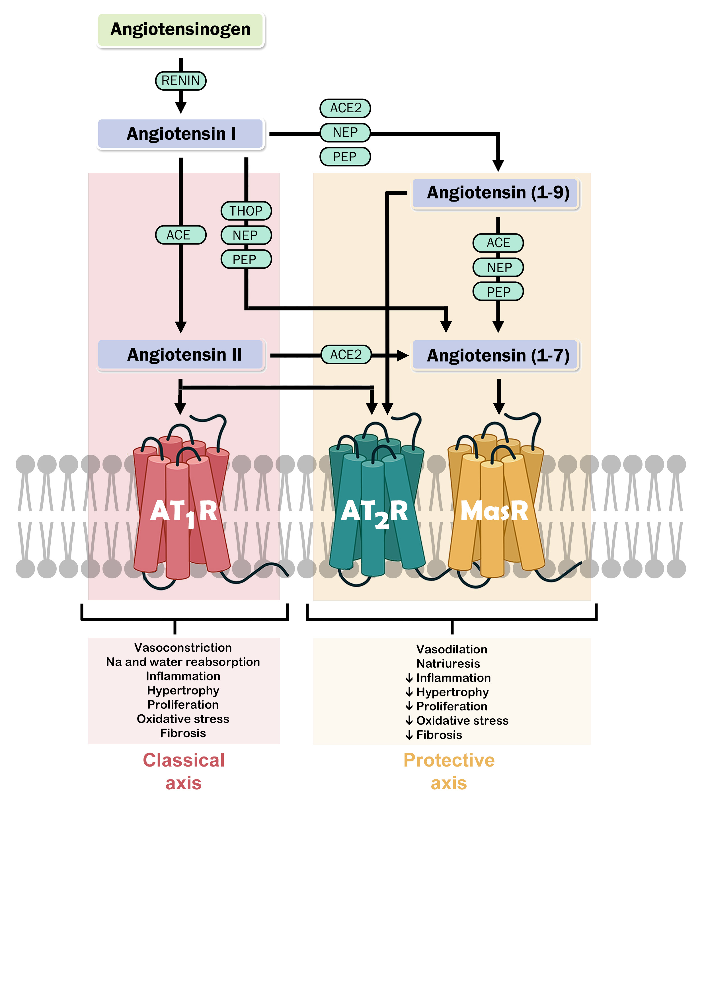 Angiotensinogen
RENIN
Angiotensin I
ACE2
NEP
PEP
Angiotensin (1-9)
THOP
NEP
PEP
ACE
ACE
NEP
PEP
Angiotensin II
ACE2
Angiotensin (1-7)
AT1R
AT2R
MasR
Vasoconstriction
Na and water reabsorption
Inflammation
Hypertrophy
Proliferation
Oxidative stress
Fibrosis
Vasodilation
Natriuresis
↓ Inflammation
↓ Hypertrophy
↓ Proliferation
↓ Oxidative stress
↓ Fibrosis
Classical
axis
Protective
axis